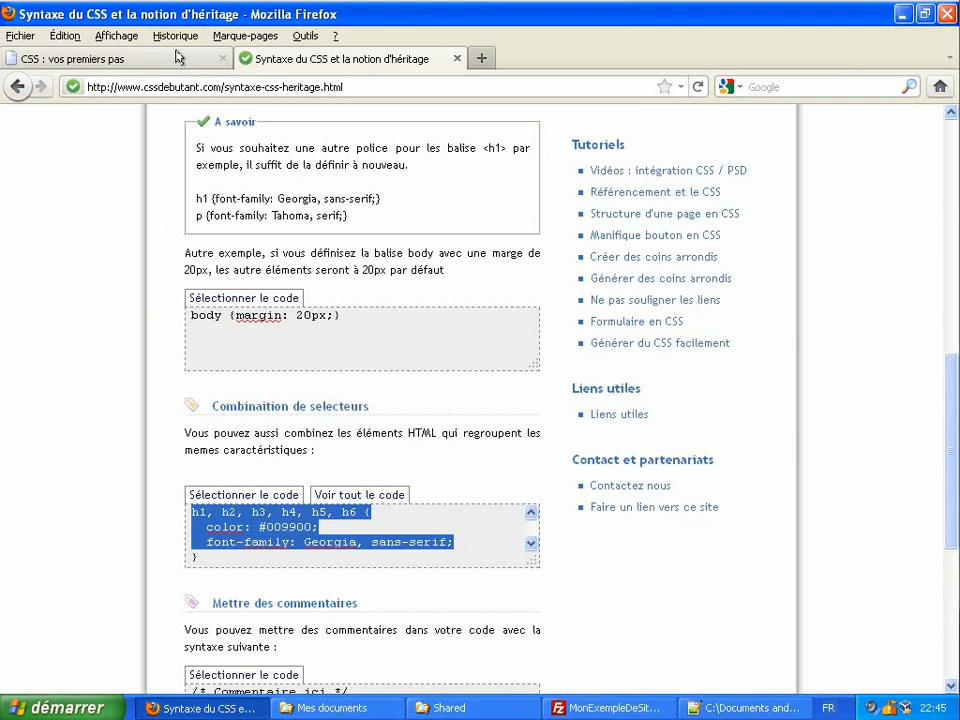 Syntaxe du CSS et la notion d'héritage - Mozilla Firefox
Fichier Édition Affichage Historique Marque-pages Outils ?
CSS : vos premiers pas
Syntaxe du CSS et la notion d'héritage
http://www.cssdebutant.com/syntaxe-css-heritage.html
Google
A savoir
Si vous souhaitez une autre police pour les balise <h1> par
exemple, il suffit de la définir à nouveau.
h1 {font-family: Georgia, sans-serif;}
p {font-family: Tahoma, serif;}
Autre exemple, si vous définisez la balise body avec une marge de
20px, les autre éléments seront à 20px par défaut
Sélectionner le code
body {margin: 20px;}
Combinaition de selecteurs
Vous pouvez aussi combinez les éléments HTML qui regroupent les
memes caractéristiques :
Sélectionner le code Voir tout le code
h1, h2, h3, h4, h5, h6 {
color: #009900;
font-family: Georgia, sans-serif;
}
Mettre des commentaires
Vous pouvez mettre des commentaires dans votre code avec la
syntaxe suivante :
Sélectionner le code
/* Commentaire ici */
Tutoriels
Vidéos : intégration CSS / PSD
Référencement et le CSS
Structure d'une page en CSS
Manifique bouton en CSS
Créer des coins arrondis
Générer des coins arrondis
Ne pas souligner les liens
Formulaire en CSS
Générer du CSS facilement
Liens utiles
Liens utiles
Contact et partenariats
Contactez nous
Faire un lien vers ce site
démarrer
Syntaxe du CSS e...
Mes documents
Shared
MonExempleDeSit...
C:\Documents and...
FR
22:45